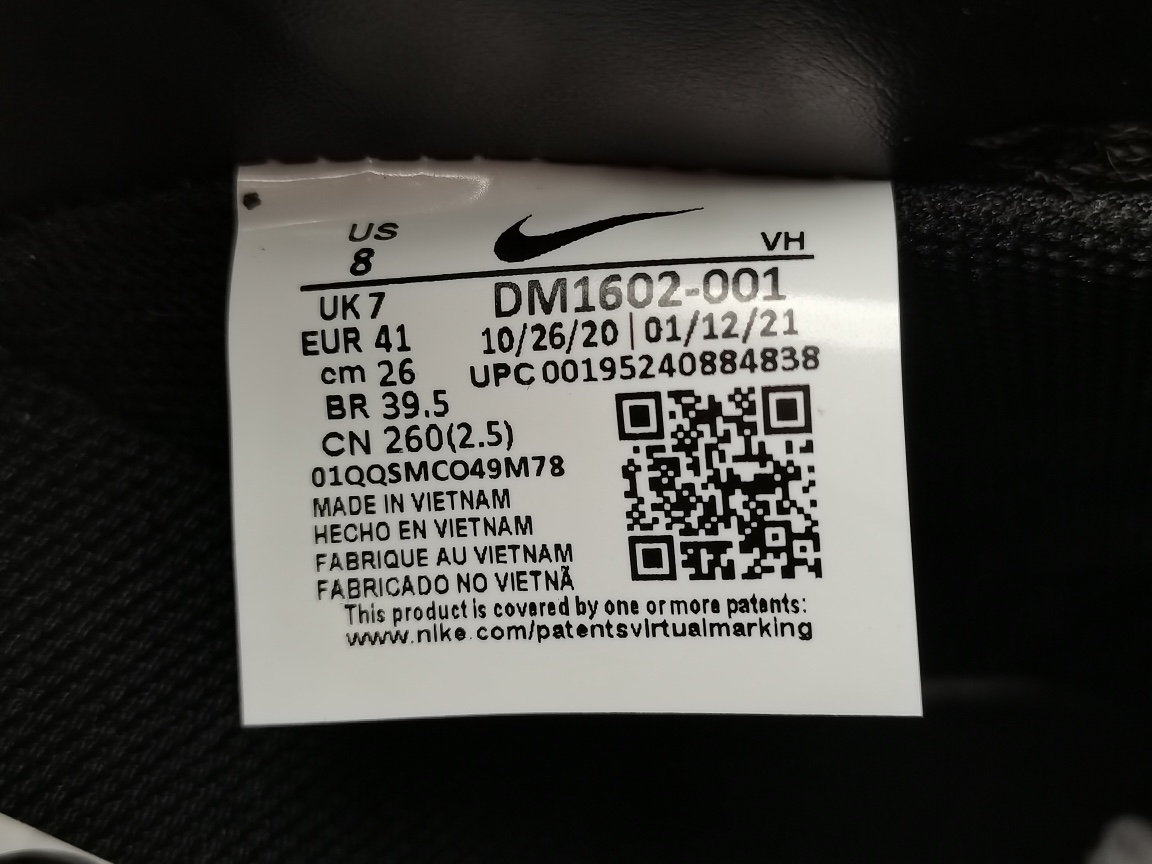 US
8
VH
UK 7
DM1602-001
EUR 41
10/26/20 | 01/12/21
cm 26
UPC 00195240884838
BR 39.5
CN 260(2.5)
01QQSMCO49M78
MADE IN VIETNAM
HECHO EN VIETNAM
FABRIQUE AU VIETNAM
FABRICADO NO VIETNÃ
This product is covered by one or more patents:
www.nike.com/patentsvirtualmarking